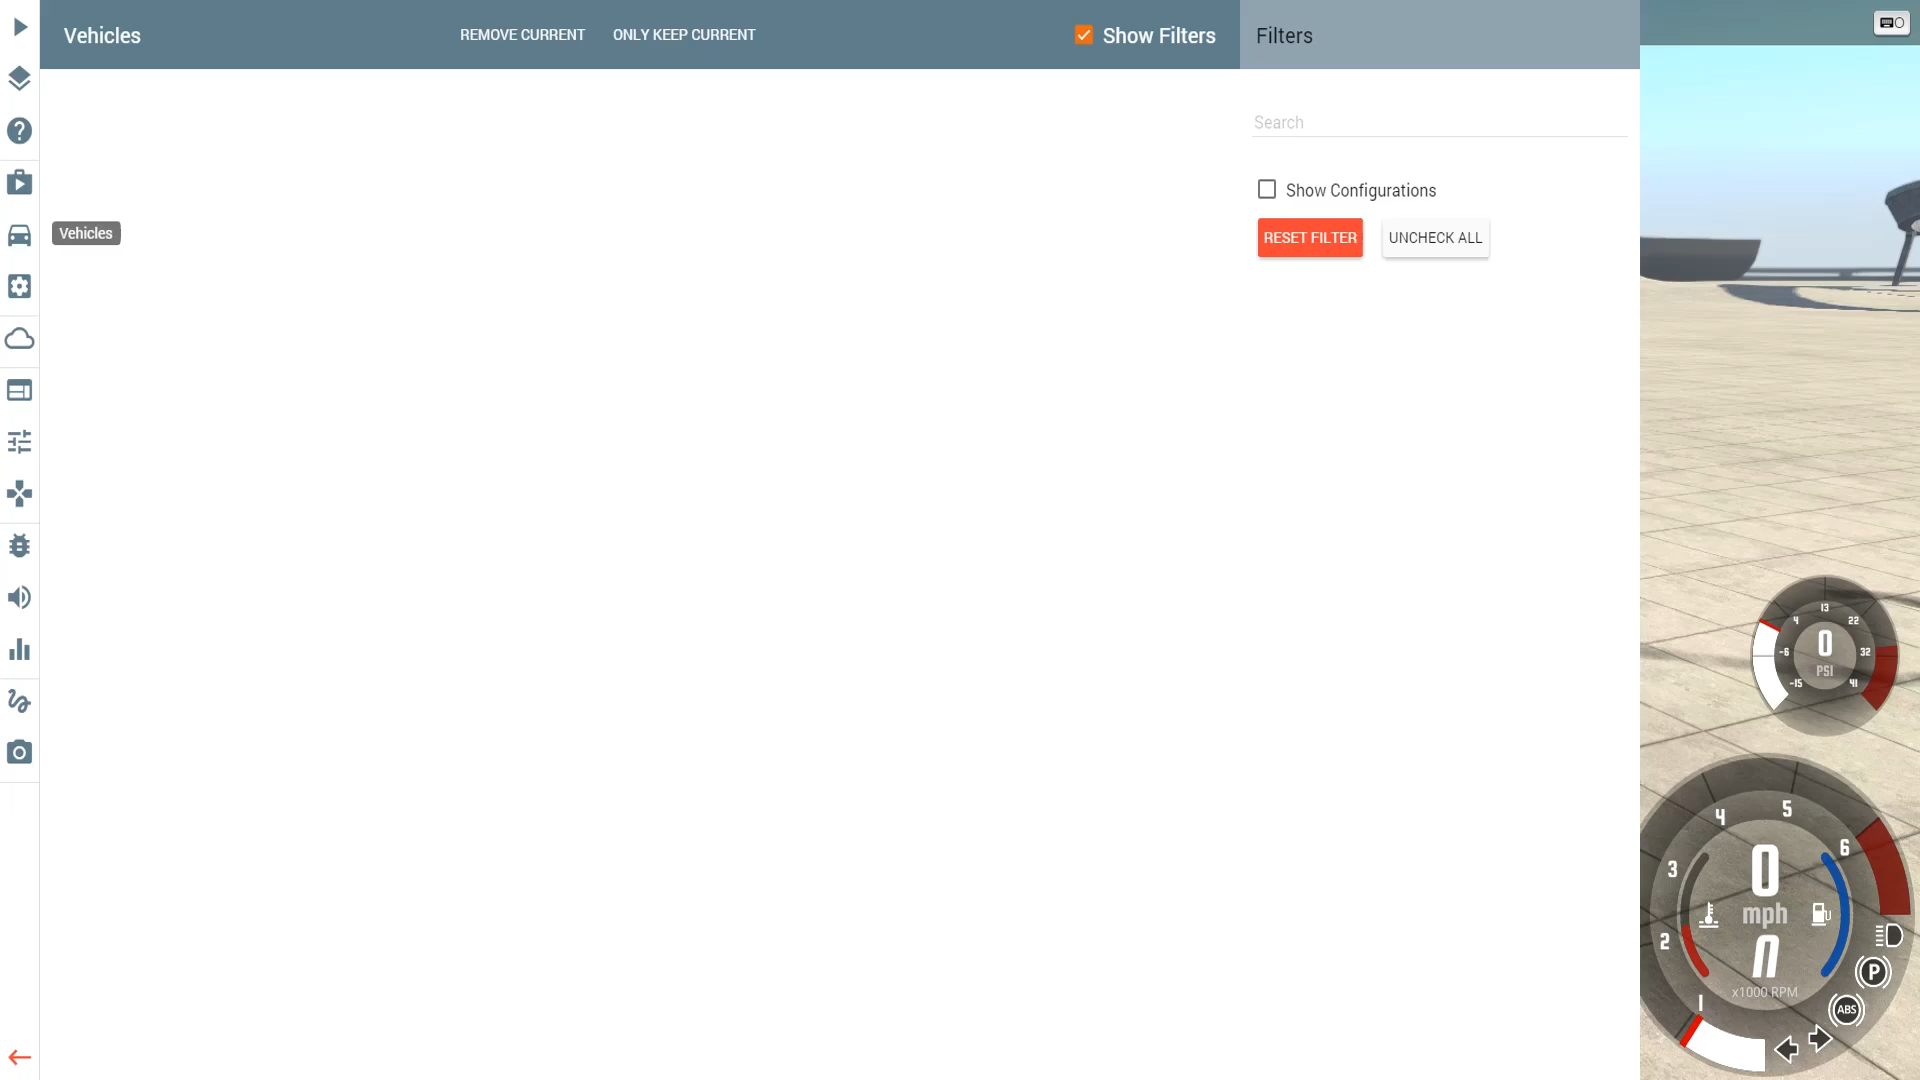 Vehicles
REMOVE CURRENT
ONLY KEEP CURRENT
Show Filters
Filters
Search
Show Configurations
Vehicles
RESET FILTER
UNCHECK ALL
13
4
22
-6
0
32
PSI
-15
41
5
4
6
3
0
mph
2
n
x1000 RPM
P
1
ABS